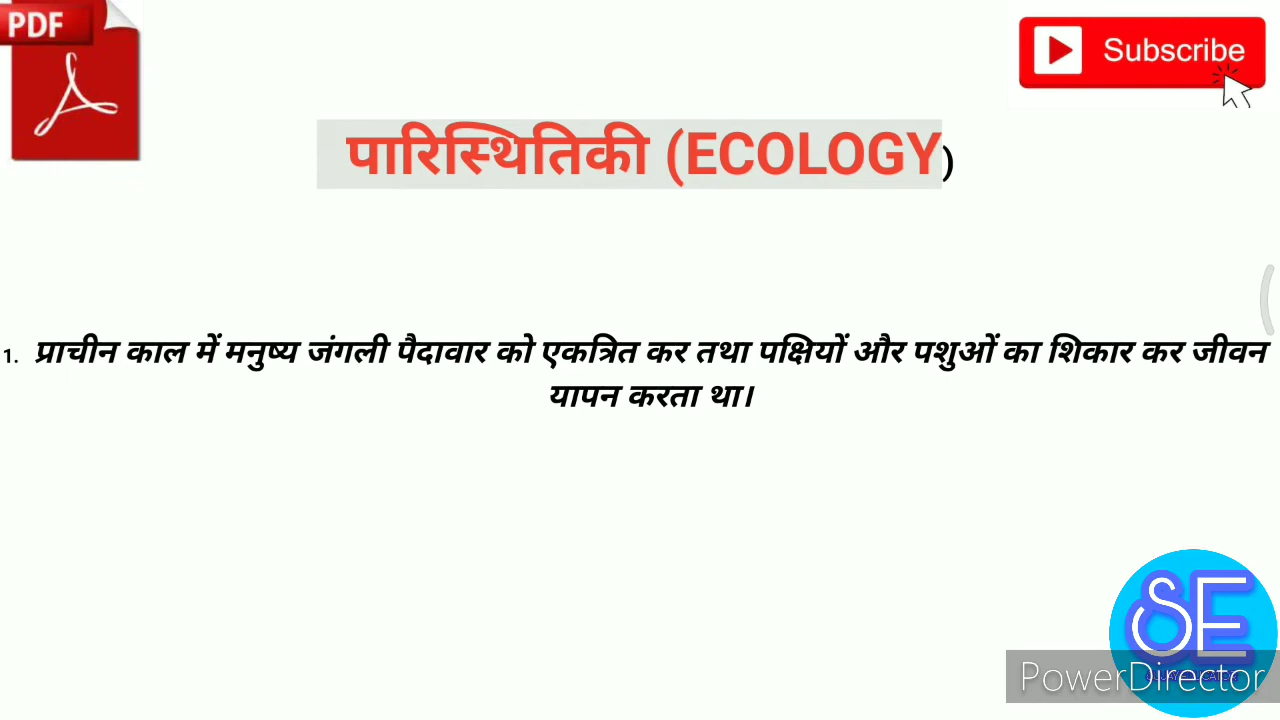 PDF
Subscribe
पारिस्थितिकी (ECOLOGY)
1. प्राचीन काल में मनुष्य जंगली पैदावार को एकत्रित कर तथा पक्षियों और पशुओं का शिकार कर जीवन
यापन करता था।
SE
PowerDirector